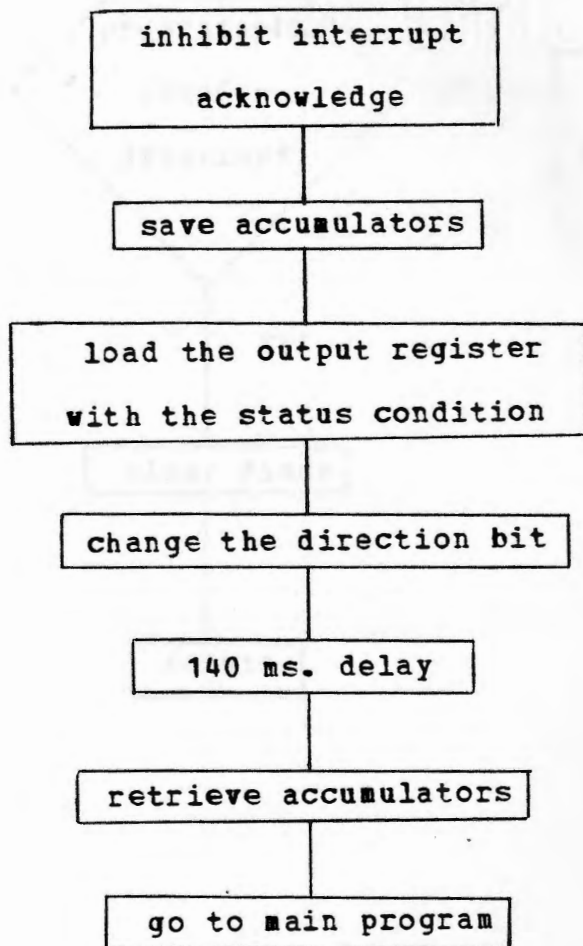 inhibit interrupt
acknowledge
save accumulators
load the output register
with the status condition
change the direction bit
140 ms. delay
retrieve accumulators
go to main program